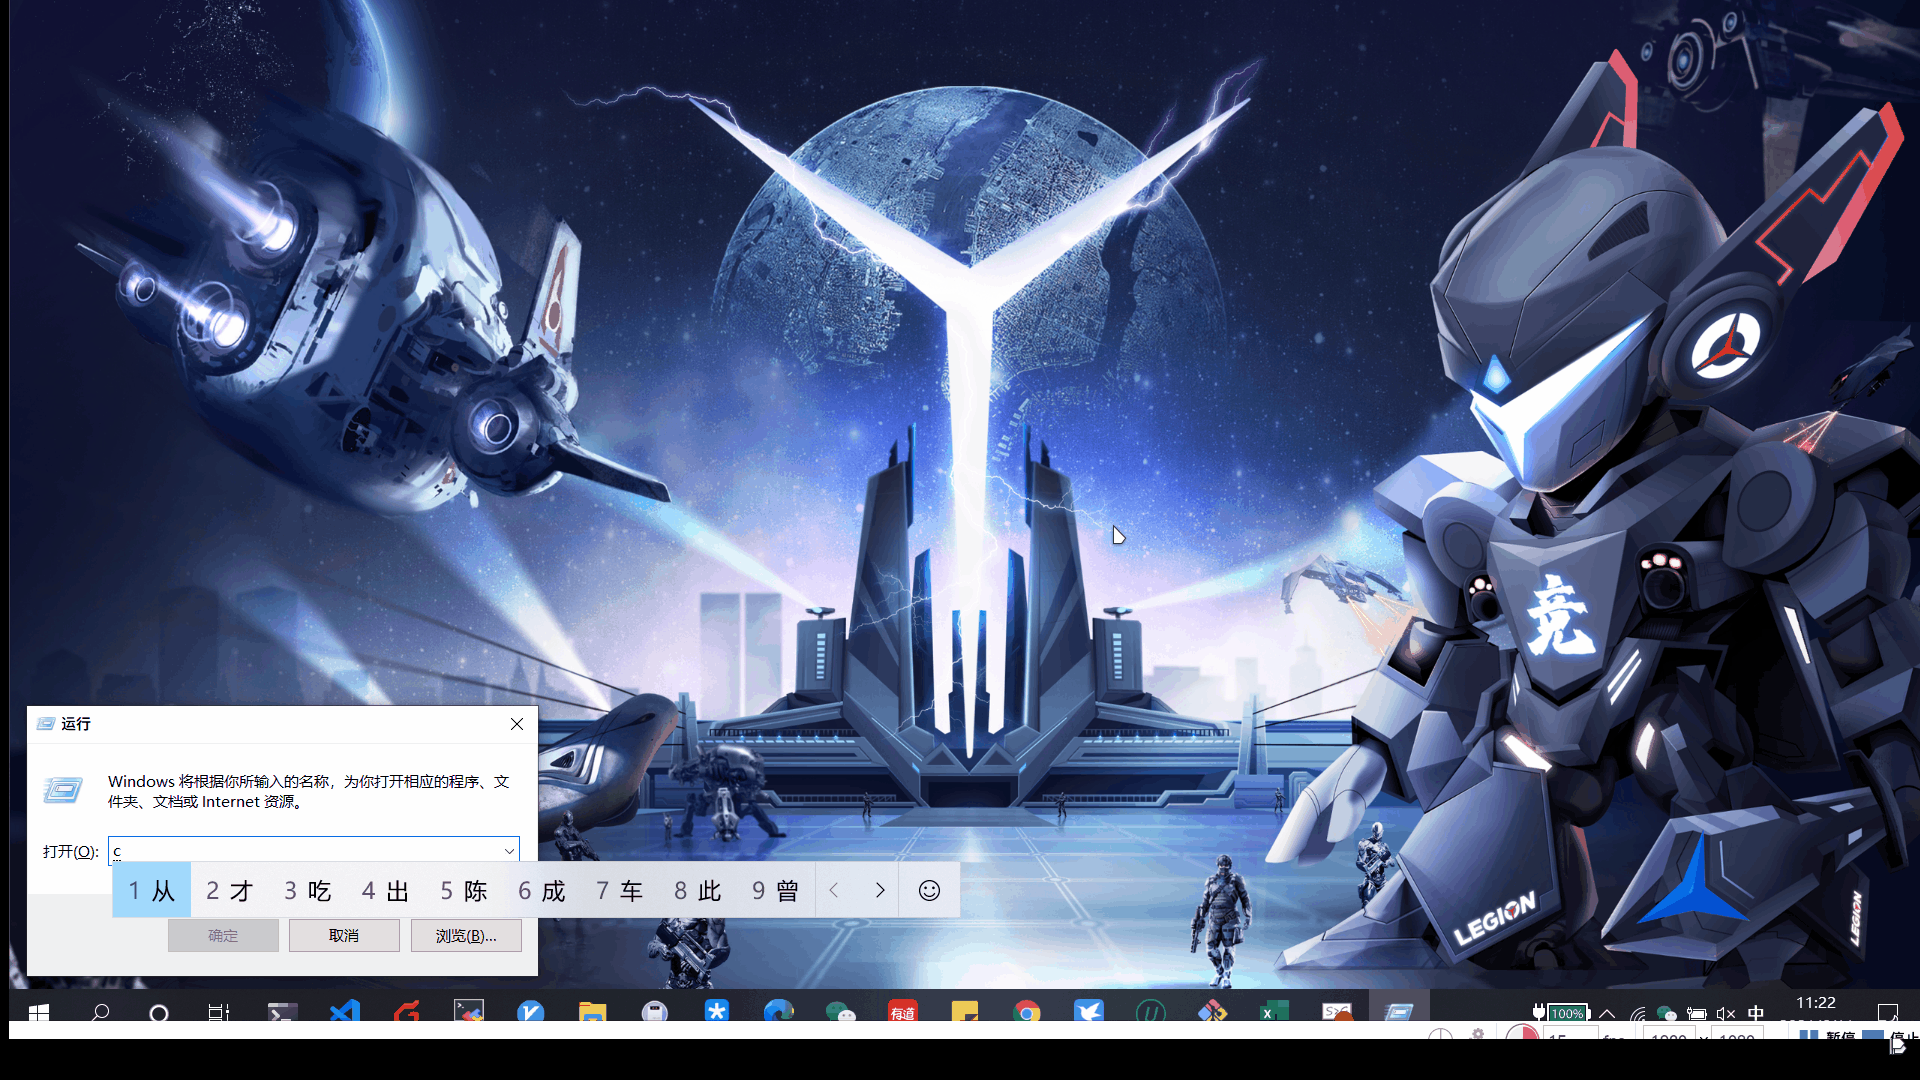 竞
LEGION
LEGION
运行
Windows 将根据你所输入的名称，为你打开相应的程序、文
件夹、文档或 Internet 资源。
打开(O):
c
1 从 2 才 3 吃 4 出 5 陈 6 成 7 车 8 此 9 曾
确定 取消 浏览(B)...
有道
100%
中
11:22